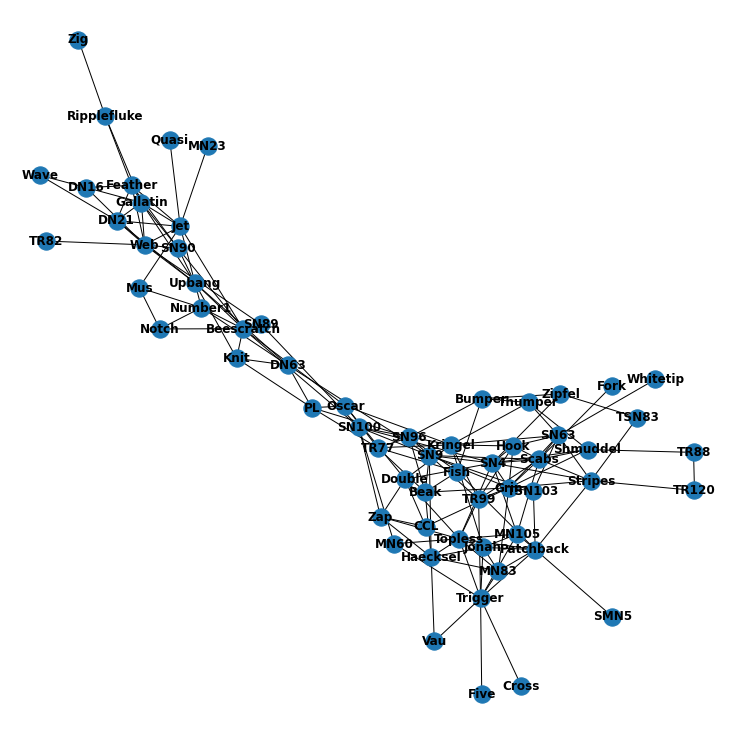 Zig
Ripplefluke
Quasi
MN23
Wave
DN16
Feather
Gallatin
DN21
Jet
TR82
Web
SN90
Upbang
Mus
Number1
Notch
Beescratch
SN89
Knit
DN63
PL
Oscar
SN100
TR77
SN96
SN9
Kringel
Bumper
Thumper
Zipfel
Fork
Whitetip
TSN83
SN63
Hook
Shmuddel
TR88
SN4
Scabs
Fish
Double
Beak
Grin
SN103
Stripes
TR120
TR99
Zap
CCL
MN60
Topless
Jonah
MN105
Patchback
Haecksel
MN83
Trigger
SMN5
Vau
Five
Cross